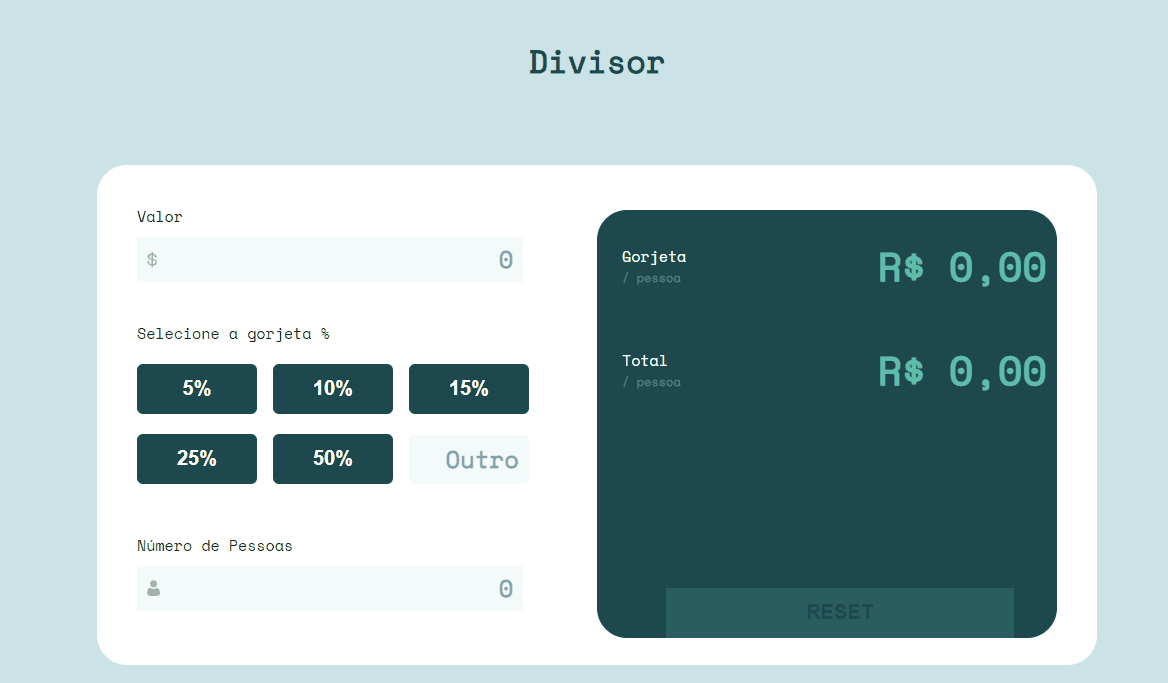 Divisor
Valor
$ 0
Selecione a gorjeta %
5% 10% 15%
25% 50% Outro
Número de Pessoas
0
Gorjeta R$ 0,00
/ pessoa
Total R$ 0,00
/ pessoa
RESET